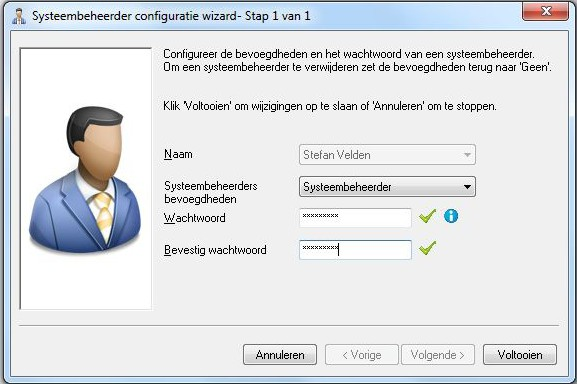 Systeembeheerder configuratie wizard- Stap 1 van 1
Configureer de bevoegdheden en het wachtwoord van een systeembeheerder.
Om een systeembeheerder te verwijderen zet de bevoegdheden terug naar 'Geen'.
Klik 'Voltooien' om wijzigingen op te slaan of 'Annuleren' om te stoppen.
Naam
Stefan Velden
Systeembeheerders
bevoegdheden
Systeembeheerder
Wachtwoord
*********
Bevestig wachtwoord
*********
Annuleren
< Vorige
Volgende >
Voltooien